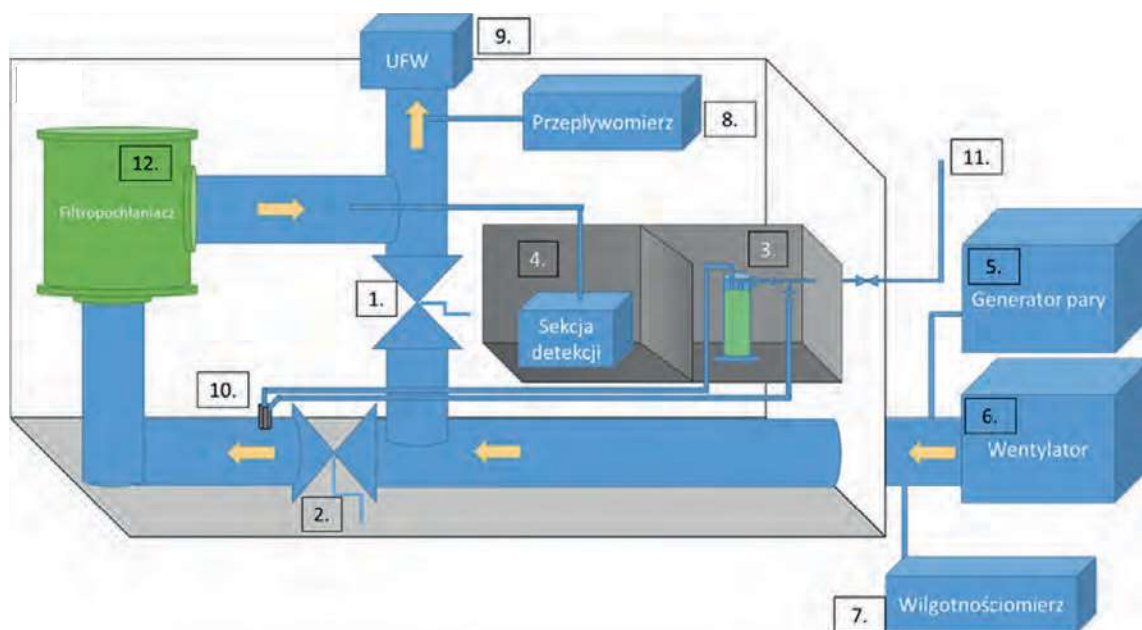 9.
UFW
Przepływomierz
8.
12.
Filtropochłaniacz
11.
3.
4.
5.
Generator pary
1.
Sekcja
detekcji
10.
6.
Wentylator
2.
7.
Wilgotnościomierz